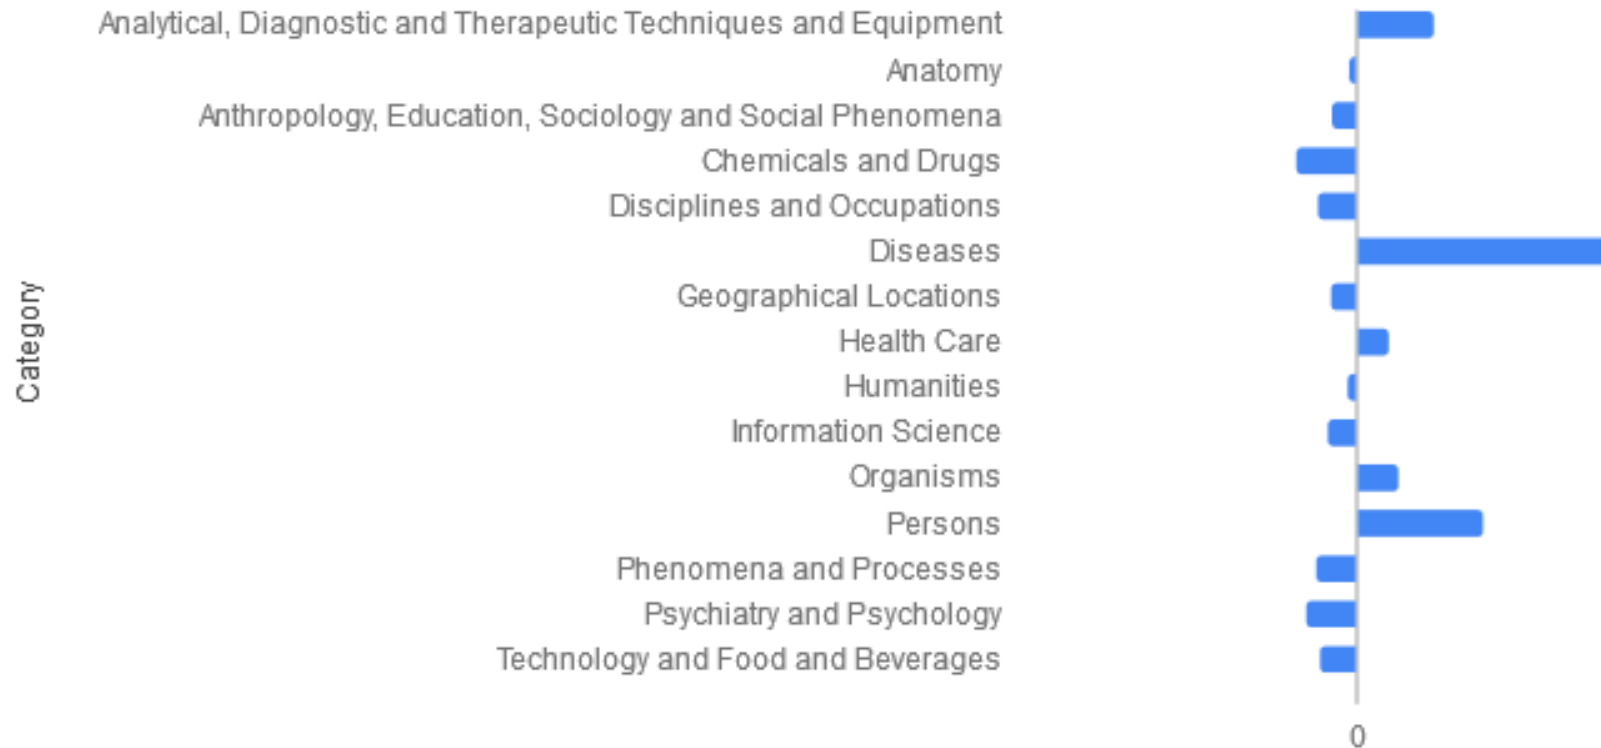 Analytical, Diagnostic and Therapeutic Techniques and Equipment
Anatomy
Anthropology, Education, Sociology and Social Phenomena
Chemicals and Drugs
Disciplines and Occupations
Diseases
Geographical Locations
Health Care
Humanities
Information Science
Organisms
Persons
Phenomena and Processes
Psychiatry and Psychology
Technology and Food and Beverages
Category
0